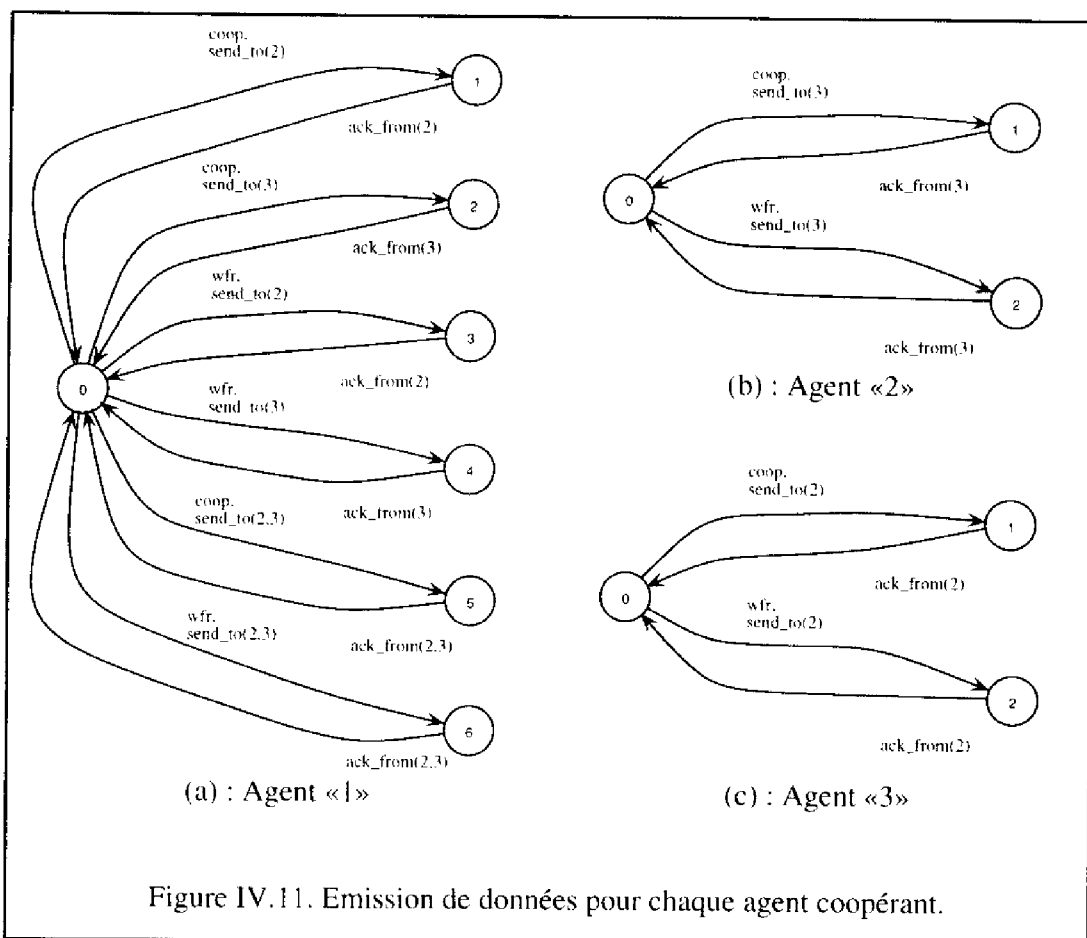 coop.
send_to(2)
1
ack_from(2)
coop.
send_to(3)
2
ack_from(3)
wfr.
send_to(2)
3
ack_from(2)
0
wfr.
send_to(3)
4
ack_from(3)
coop.
send_to(2,3)
5
ack_from(2,3)
wfr.
send_to(2,3)
6
ack_from(2,3)
(a) : Agent «1»
coop.
send_to(3)
1
ack_from(3)
0
wfr.
send_to(3)
2
ack_from(3)
(b) : Agent «2»
coop.
send_to(2)
1
ack_from(2)
0
wfr.
send_to(2)
2
ack_from(2)
(c) : Agent «3»
Figure IV.11. Emission de données pour chaque agent coopérant.